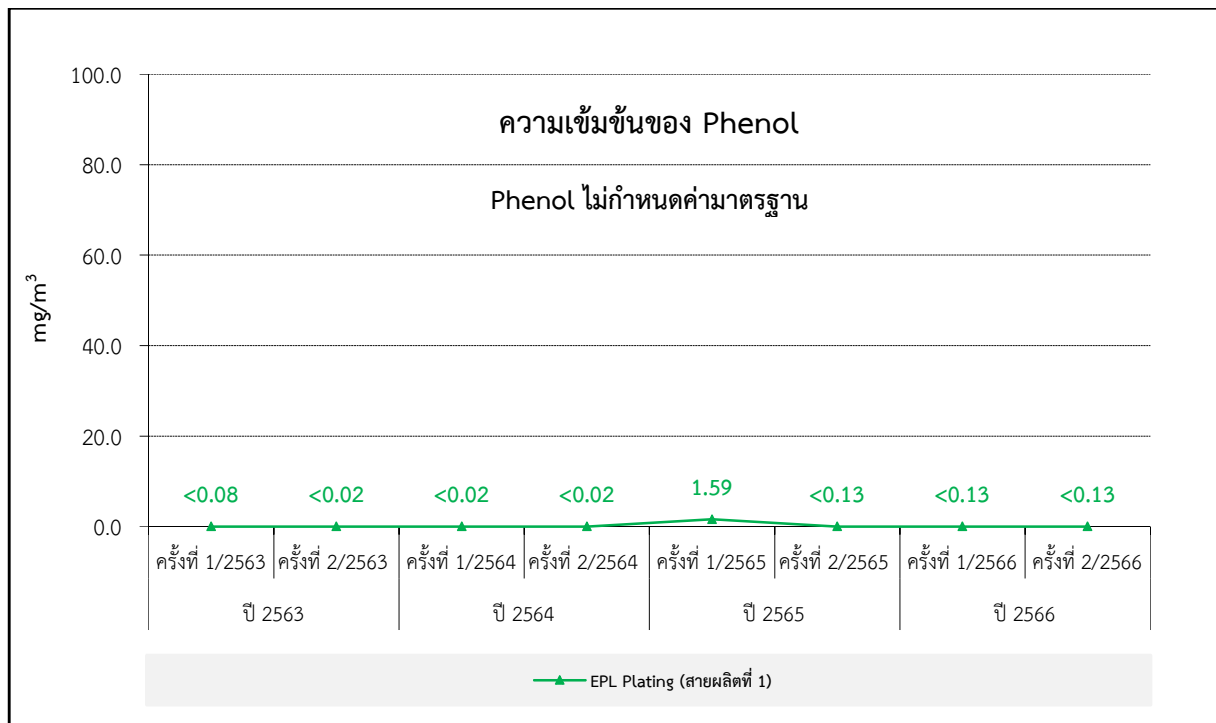 ความเข้มข้นของ Phenol
Phenol ไม่กำหนดค่ามาตรฐาน
mg/m³
100.0
80.0
60.0
40.0
20.0
0.0
<0.08 <0.02 <0.02 <0.02 1.59 <0.13 <0.13 <0.13
ครั้งที่ 1/2563 ครั้งที่ 2/2563 ครั้งที่ 1/2564 ครั้งที่ 2/2564 ครั้งที่ 1/2565 ครั้งที่ 2/2565 ครั้งที่ 1/2566 ครั้งที่ 2/2566
ปี 2563 ปี 2564 ปี 2565 ปี 2566
EPL Plating (สายผลิตที่ 1)